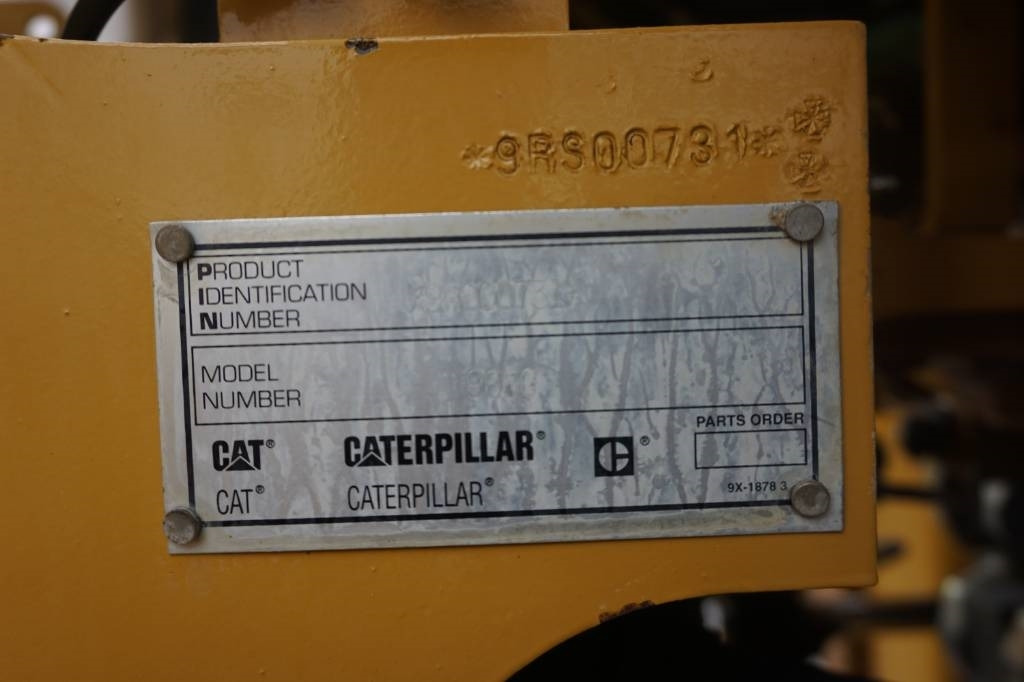 *9RS00731*
PRODUCT
IDENTIFICATION
NUMBER
MODEL
NUMBER
PARTS ORDER
CAT® CATERPILLAR® ®
CAT® CATERPILLAR®
9X-1878 3